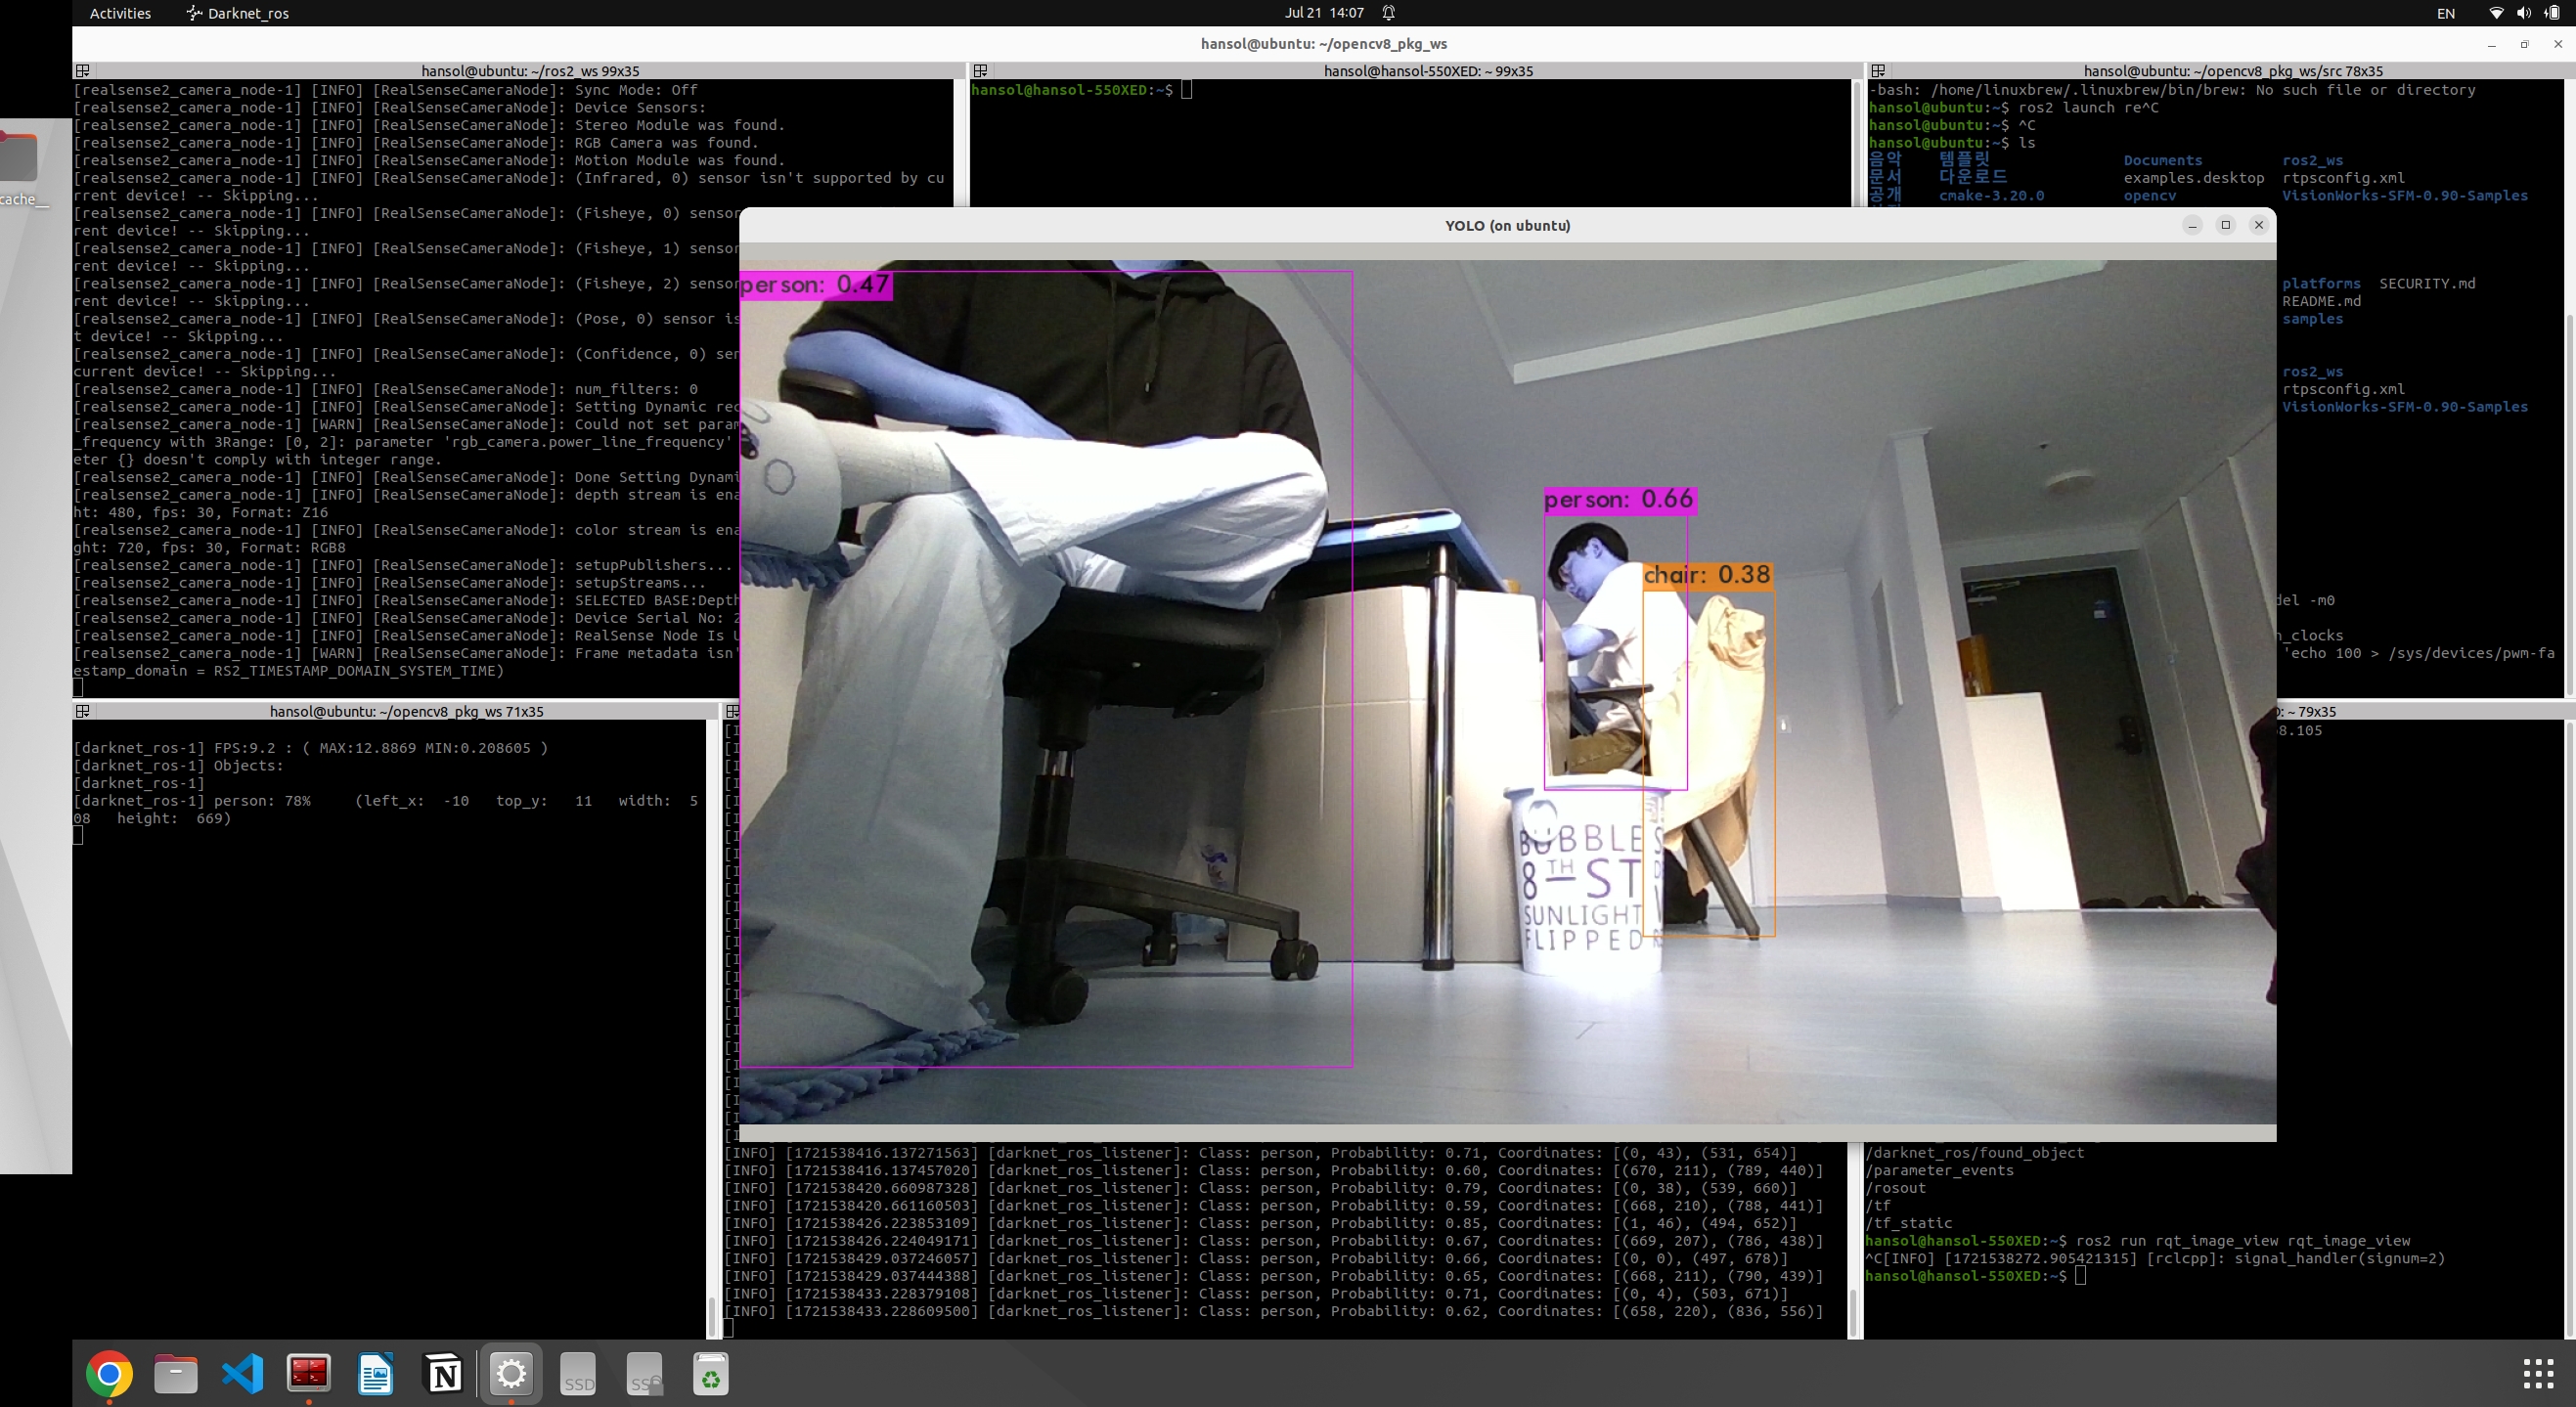 Activities
Darknet_ros
Jul 21 14:07
EN
hansol@ubuntu: ~/opencv8_pkg_ws
hansol@ubuntu: ~/ros2_ws 99x35
[realsense2_camera_node-1] [INFO] [RealSenseCameraNode]: Sync Mode: Off
[realsense2_camera_node-1] [INFO] [RealSenseCameraNode]: Device Sensors:
[realsense2_camera_node-1] [INFO] [RealSenseCameraNode]: Stereo Module was found.
[realsense2_camera_node-1] [INFO] [RealSenseCameraNode]: RGB Camera was found.
[realsense2_camera_node-1] [INFO] [RealSenseCameraNode]: Motion Module was found.
[realsense2_camera_node-1] [INFO] [RealSenseCameraNode]: (Infrared, 0) sensor isn't supported by cu
rrent device! -- Skipping...
[realsense2_camera_node-1] [INFO] [RealSenseCameraNode]: (Fisheye, 0) sensor
rent device! -- Skipping...
[realsense2_camera_node-1] [INFO] [RealSenseCameraNode]: (Fisheye, 1) sensor
rent device! -- Skipping...
[realsense2_camera_node-1] [INFO] [RealSenseCameraNode]: (Fisheye, 2) sensor
rent device! -- Skipping...
[realsense2_camera_node-1] [INFO] [RealSenseCameraNode]: (Pose, 0) sensor is
t device! -- Skipping...
[realsense2_camera_node-1] [INFO] [RealSenseCameraNode]: (Confidence, 0) sen
current device! -- Skipping...
[realsense2_camera_node-1] [INFO] [RealSenseCameraNode]: num_filters: 0
[realsense2_camera_node-1] [INFO] [RealSenseCameraNode]: Setting Dynamic rec
[realsense2_camera_node-1] [WARN] [RealSenseCameraNode]: Could not set param
_frequency with 3Range: [0, 2]: parameter 'rgb_camera.power_line_frequency'
eter {} doesn't comply with integer range.
[realsense2_camera_node-1] [INFO] [RealSenseCameraNode]: Done Setting Dynami
[realsense2_camera_node-1] [INFO] [RealSenseCameraNode]: depth stream is ena
ht: 480, fps: 30, Format: Z16
[realsense2_camera_node-1] [INFO] [RealSenseCameraNode]: color stream is ena
ght: 720, fps: 30, Format: RGB8
[realsense2_camera_node-1] [INFO] [RealSenseCameraNode]: setupPublishers...
[realsense2_camera_node-1] [INFO] [RealSenseCameraNode]: setupStreams...
[realsense2_camera_node-1] [INFO] [RealSenseCameraNode]: SELECTED BASE:Depth
[realsense2_camera_node-1] [INFO] [RealSenseCameraNode]: Device Serial No: 2
[realsense2_camera_node-1] [INFO] [RealSenseCameraNode]: RealSense Node Is U
[realsense2_camera_node-1] [WARN] [RealSenseCameraNode]: Frame metadata isn'
estamp_domain = RS2_TIMESTAMP_DOMAIN_SYSTEM_TIME)
hansol@hansol-550XED: ~ 99x35
hansol@hansol-550XED:~$
hansol@ubuntu: ~/opencv8_pkg_ws/src 78x35
-bash: /home/linuxbrew/.linuxbrew/bin/brew: No such file or directory
hansol@ubuntu:~$ ros2 launch re^C
hansol@ubuntu:~$ ^C
hansol@ubuntu:~$ ls
음악 템플릿 Documents ros2_ws
문서 다운로드 examples.desktop rtpsconfig.xml
공개 cmake-3.20.0 opencv VisionWorks-SFM-0.90-Samples
platforms SECURITY.md
README.md
samples
ros2_ws
rtpsconfig.xml
VisionWorks-SFM-0.90-Samples
del -m0
n_clocks
'echo 100 > /sys/devices/pwm-fa
cache__
YOLO (on ubuntu)
person: 0.47
person: 0.66
chair: 0.38
BUBBLE S
8TH ST
SUNLIGHT
FLIPPED
hansol@ubuntu: ~/opencv8_pkg_ws 71x35
[darknet_ros-1] FPS:9.2 : ( MAX:12.8869 MIN:0.208605 )
[darknet_ros-1] Objects:
[darknet_ros-1]
[darknet_ros-1] person: 78% (left_x: -10 top_y: 11 width: 5
08 height: 669)
[INFO] [1721538416.137271563] [darknet_ros_listener]: Class: person, Probability: 0.71, Coordinates: [(0, 43), (531, 654)]
[INFO] [1721538416.137457020] [darknet_ros_listener]: Class: person, Probability: 0.60, Coordinates: [(670, 211), (789, 440)]
[INFO] [1721538420.660987328] [darknet_ros_listener]: Class: person, Probability: 0.79, Coordinates: [(0, 38), (539, 660)]
[INFO] [1721538420.661160503] [darknet_ros_listener]: Class: person, Probability: 0.59, Coordinates: [(668, 210), (788, 441)]
[INFO] [1721538426.223853109] [darknet_ros_listener]: Class: person, Probability: 0.85, Coordinates: [(1, 46), (494, 652)]
[INFO] [1721538426.224049171] [darknet_ros_listener]: Class: person, Probability: 0.67, Coordinates: [(669, 207), (786, 438)]
[INFO] [1721538429.037246057] [darknet_ros_listener]: Class: person, Probability: 0.66, Coordinates: [(0, 0), (497, 678)]
[INFO] [1721538429.037444388] [darknet_ros_listener]: Class: person, Probability: 0.65, Coordinates: [(668, 211), (790, 439)]
[INFO] [1721538433.228379108] [darknet_ros_listener]: Class: person, Probability: 0.71, Coordinates: [(0, 4), (503, 671)]
[INFO] [1721538433.228609500] [darknet_ros_listener]: Class: person, Probability: 0.62, Coordinates: [(658, 220), (836, 556)]
: ~ 79x35
8.105
/darknet_ros/found_object
/parameter_events
/rosout
/tf
/tf_static
hansol@hansol-550XED:~$ ros2 run rqt_image_view rqt_image_view
^C[INFO] [1721538272.905421315] [rclcpp]: signal_handler(signum=2)
hansol@hansol-550XED:~$
SSD